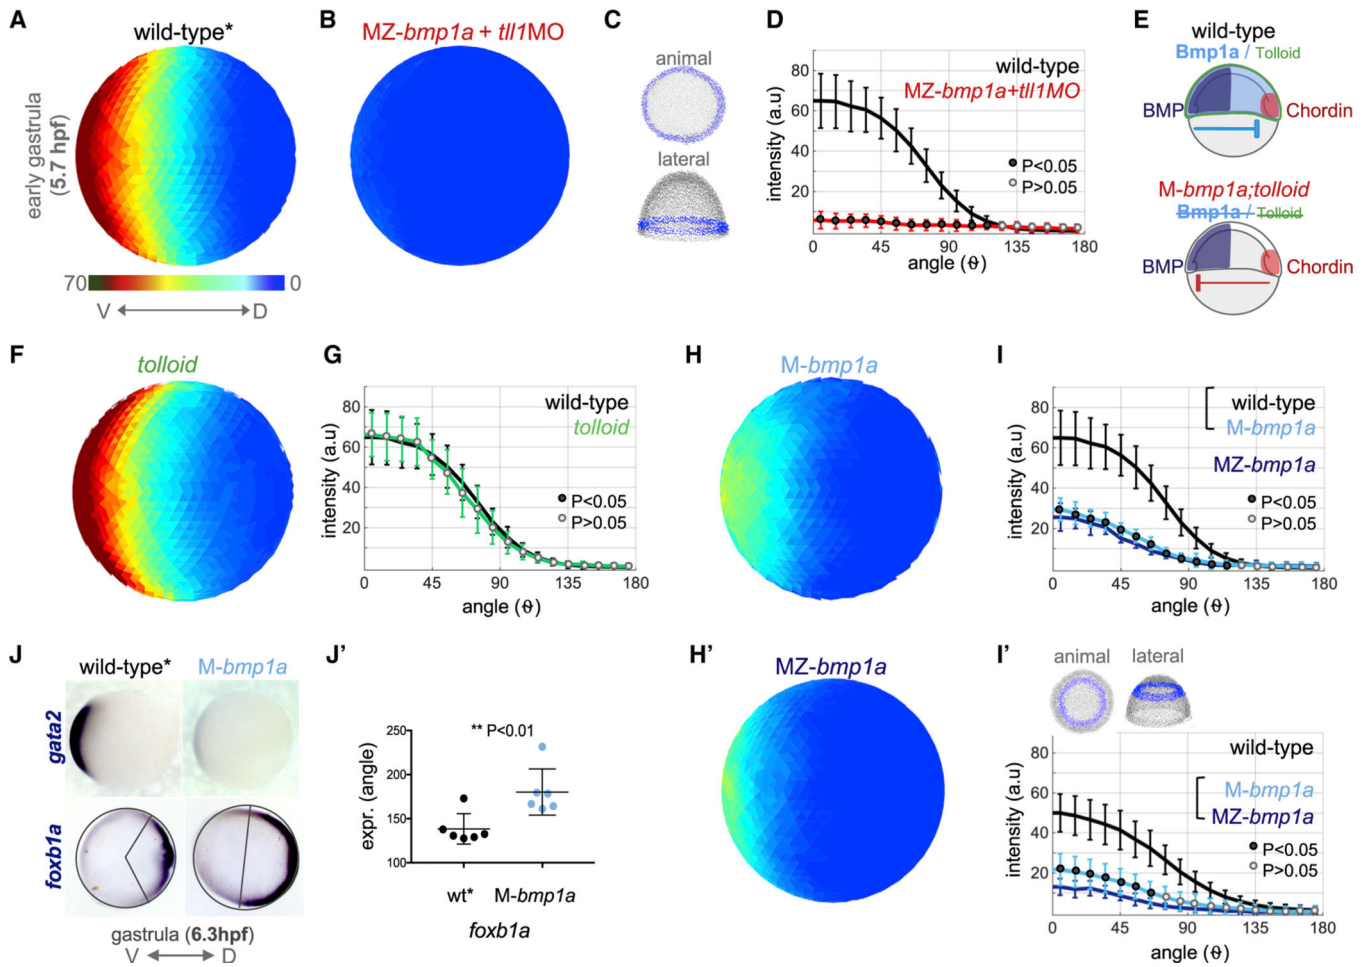 A
wild-type*
early gastrula
(5.7 hpf)
70
0
V
D
B
MZ-bmp1a + tll1MO
C
animal
lateral
D
wild-type
MZ-bmp1a+tll1MO
P<0.05
P>0.05
intensity (a.u)
80
60
40
20
0
45
90
135
180
angle (θ)
E
wild-type
Bmp1a / Tolloid
BMP
Chordin
M-bmp1a;tolloid
Bmp1a / Tolloid
BMP
Chordin
F
tolloid
G
wild-type
tolloid
P<0.05
P>0.05
intensity (a.u)
80
60
40
20
0
45
90
135
180
angle (θ)
H
M-bmp1a
I
wild-type
M-bmp1a
MZ-bmp1a
P<0.05
P>0.05
intensity (a.u)
80
60
40
20
0
45
90
135
180
angle (θ)
J
wild-type*
M-bmp1a
gata2
foxb1a
gastrula (6.3hpf)
V
D
J’
** P<0.01
expr. (angle)
250
200
150
100
wt*
M-bmp1a
foxb1a
H’
MZ-bmp1a
I’
animal
lateral
wild-type
M-bmp1a
MZ-bmp1a
P<0.05
P>0.05
intensity (a.u)
80
60
40
20
0
45
90
135
180
angle (θ)